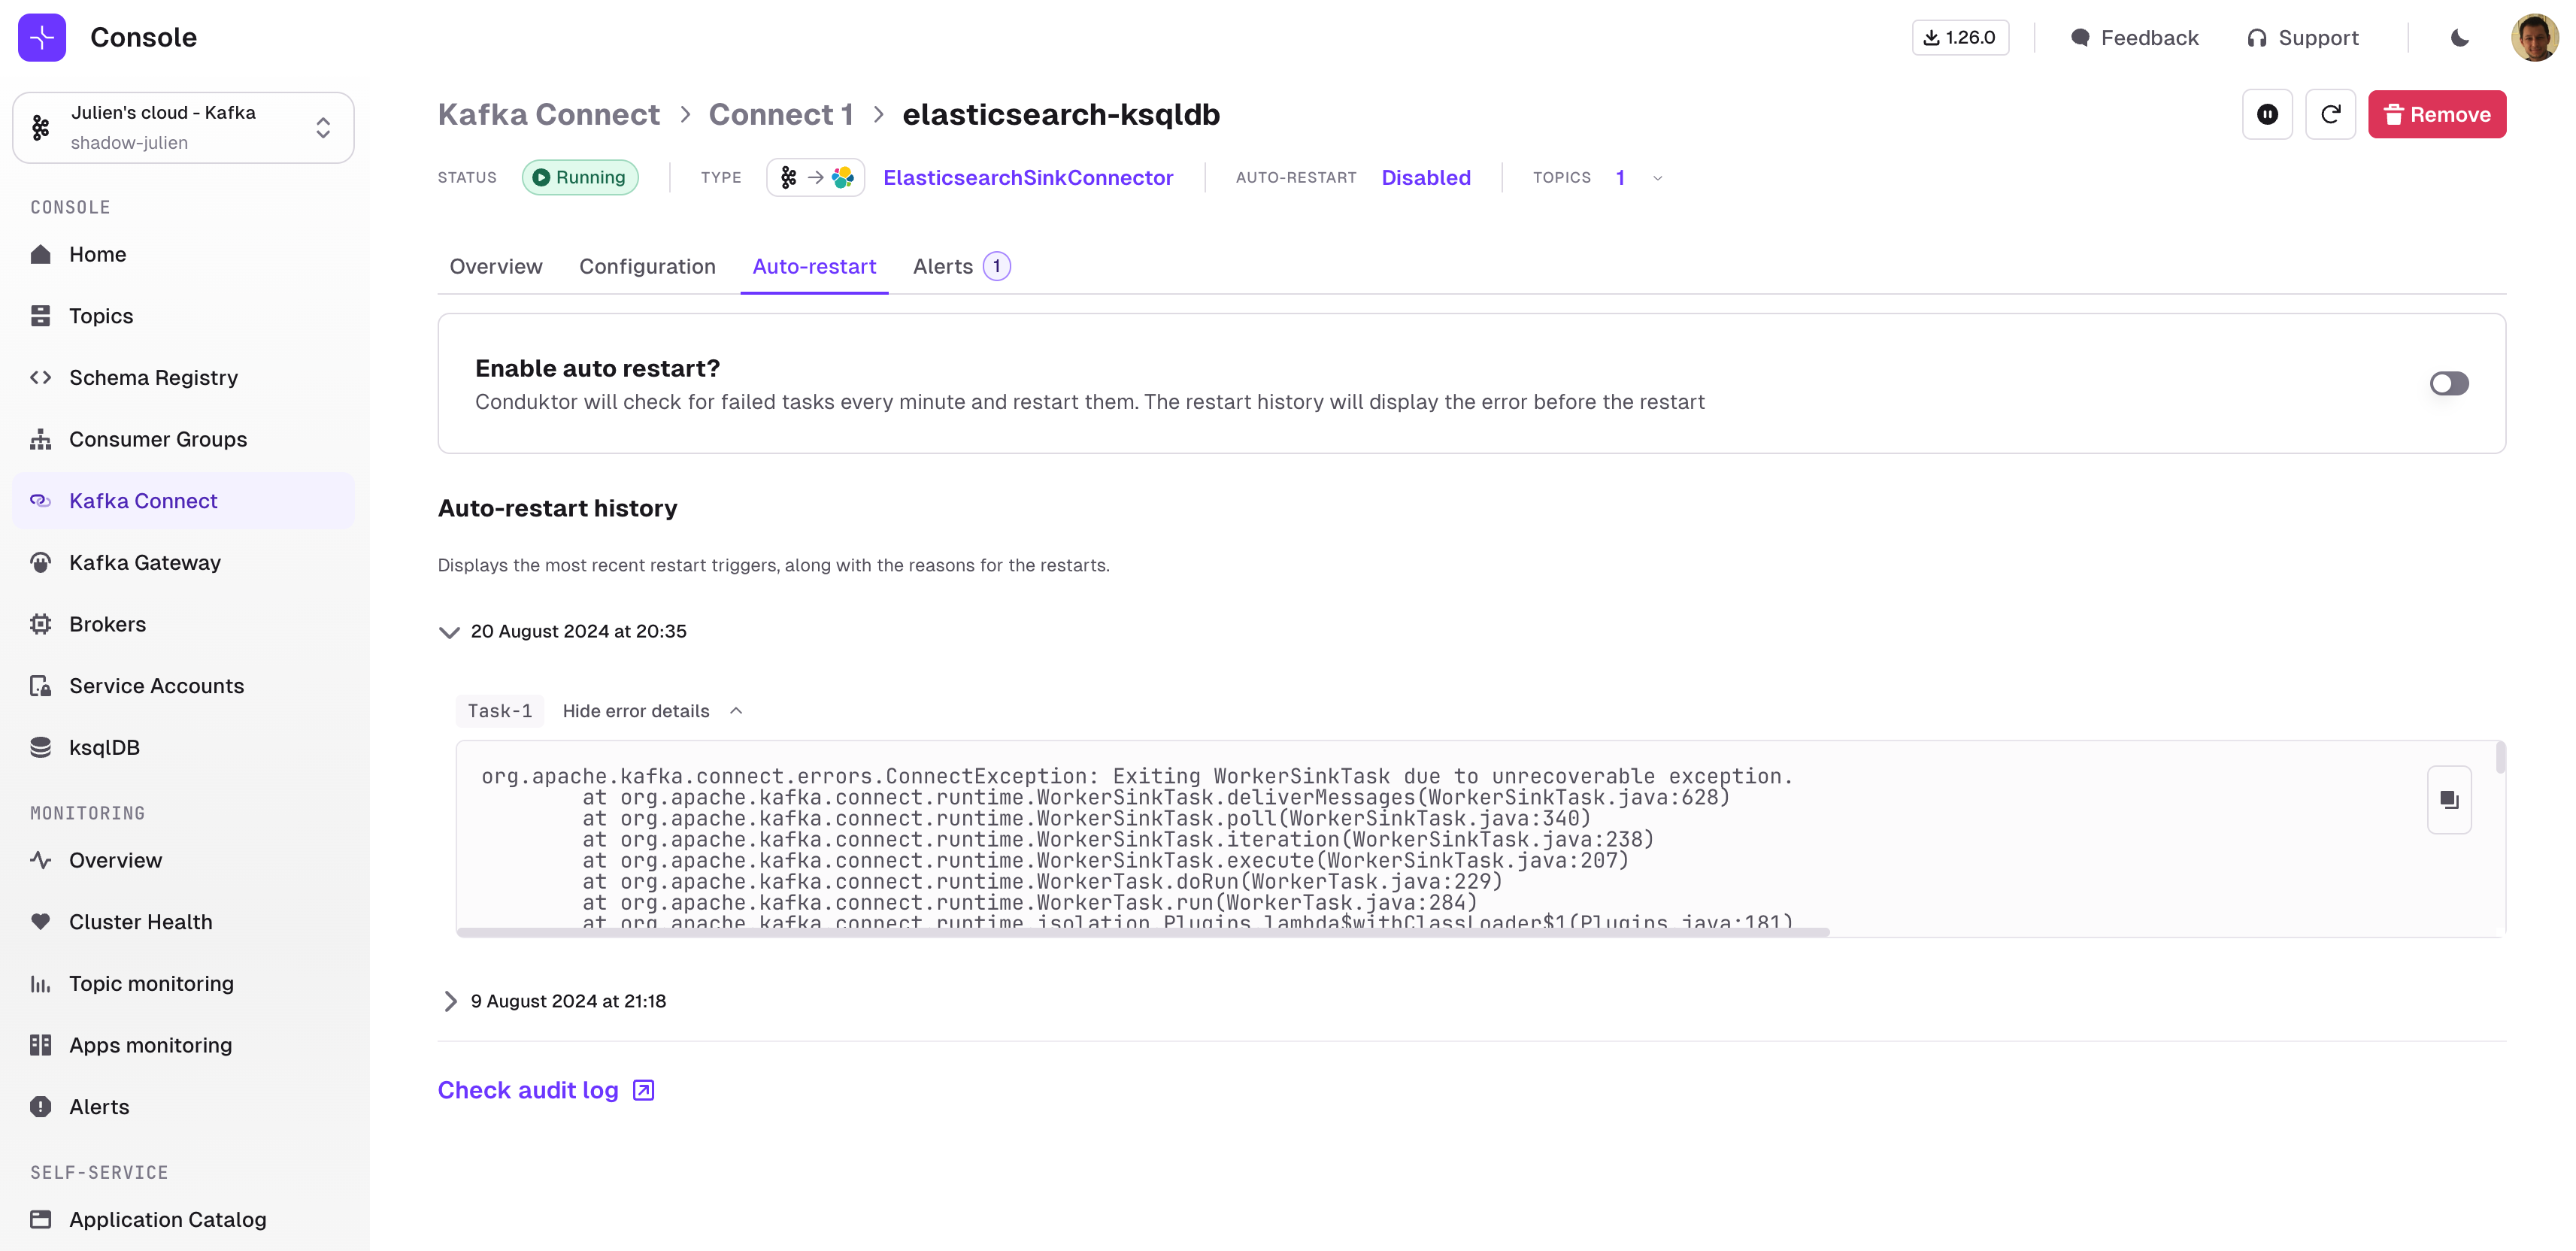 Console
1.26.0
Feedback
Support
Julien's cloud - Kafka
shadow-julien
CONSOLE
Home
Topics
Schema Registry
Consumer Groups
Kafka Connect
Kafka Gateway
Brokers
Service Accounts
ksqlDB
MONITORING
Overview
Cluster Health
Topic monitoring
Apps monitoring
Alerts
SELF-SERVICE
Application Catalog
Kafka Connect > Connect 1 > elasticsearch-ksqldb
Remove
STATUS Running TYPE ElasticsearchSinkConnector AUTO-RESTART Disabled TOPICS 1
Overview Configuration Auto-restart Alerts 1
Enable auto restart?
Conduktor will check for failed tasks every minute and restart them. The restart history will display the error before the restart
Auto-restart history
Displays the most recent restart triggers, along with the reasons for the restarts.
20 August 2024 at 20:35
Task-1 Hide error details
org.apache.kafka.connect.errors.ConnectException: Exiting WorkerSinkTask due to unrecoverable exception.
at org.apache.kafka.connect.runtime.WorkerSinkTask.deliverMessages(WorkerSinkTask.java:628)
at org.apache.kafka.connect.runtime.WorkerSinkTask.poll(WorkerSinkTask.java:340)
at org.apache.kafka.connect.runtime.WorkerSinkTask.iteration(WorkerSinkTask.java:238)
at org.apache.kafka.connect.runtime.WorkerSinkTask.execute(WorkerSinkTask.java:207)
at org.apache.kafka.connect.runtime.WorkerTask.doRun(WorkerTask.java:229)
at org.apache.kafka.connect.runtime.WorkerTask.run(WorkerTask.java:284)
at org.apache.kafka.connect.runtime.isolation.Plugins.lambda$withClassLoader$1(Plugins.java:181)
9 August 2024 at 21:18
Check audit log